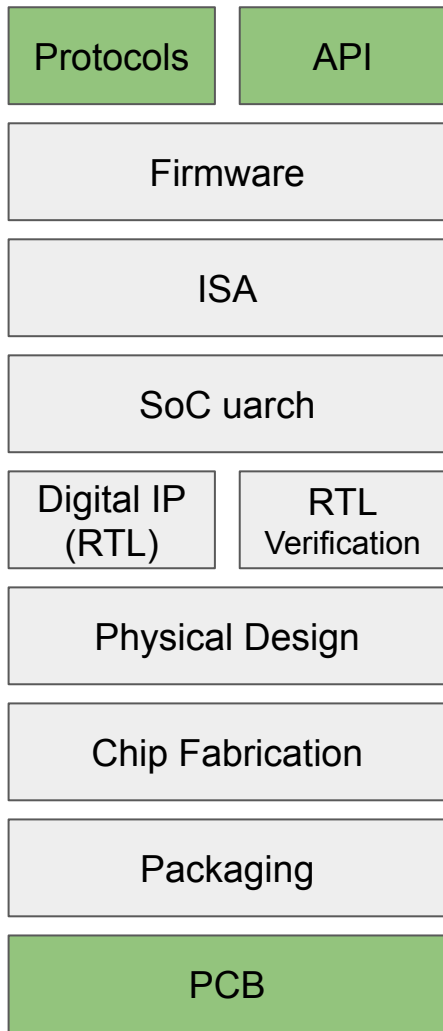 Protocols
API
Firmware
ISA
SoC uarch
Digital IP
(RTL)
RTL
Verification
Physical Design
Chip Fabrication
Packaging
PCB